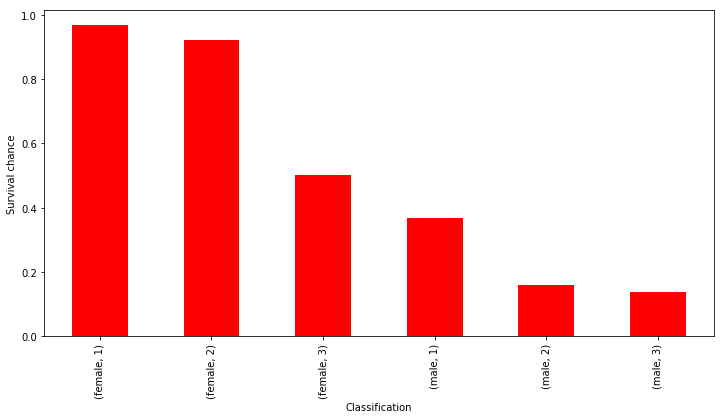 1.0
0.8
0.6
0.4
0.2
0.0
Survival chance
(female, 1)
(female, 2)
(female, 3)
(male, 1)
(male, 2)
(male, 3)
Classification